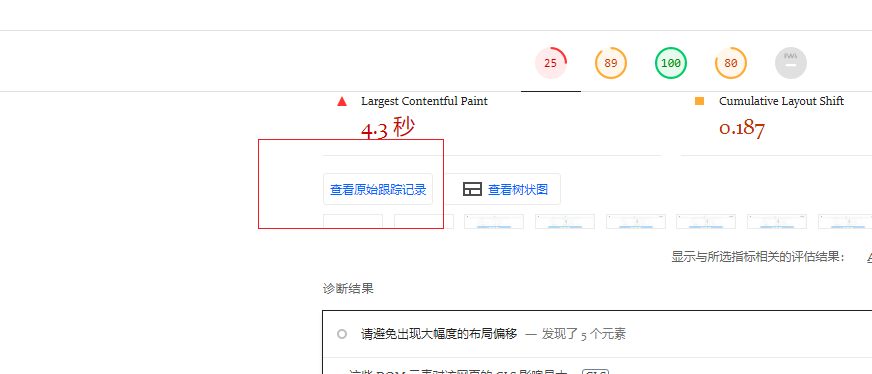 25 89 100 80 PWA
Largest Contentful Paint Cumulative Layout Shift
4.3 秒 0.187
查看原始跟踪记录 查看树状图
显示与所选指标相关的评估结果：
诊断结果
请避免出现大幅度的布局偏移 — 发现了 5 个元素